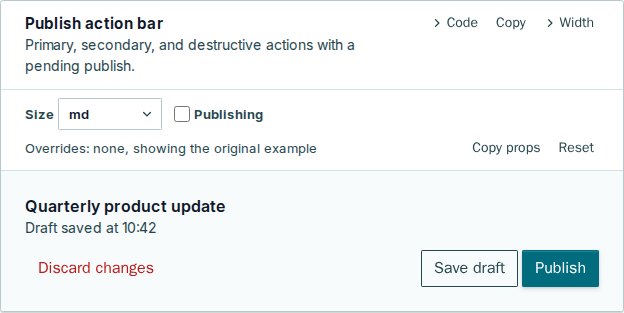 Publish action bar
Code Copy Width
Primary, secondary, and destructive actions with a
pending publish.
Size md Publishing
Overrides: none, showing the original example
Copy props Reset
Quarterly product update
Draft saved at 10:42
Discard changes Save draft Publish